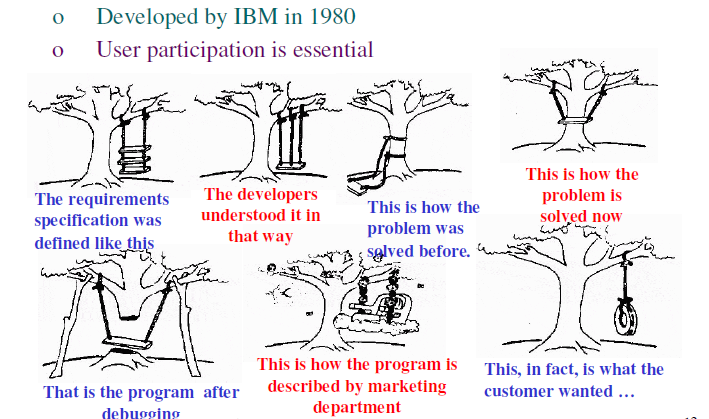 o Developed by IBM in 1980
o User participation is essential
The requirements
specification was
defined like this
The developers
understood it in
that way
This is how the
problem was
solved before.
This is how the
problem is
solved now
That is the program after
debugging
This is how the program is
described by marketing
department
This, in fact, is what the
customer wanted …